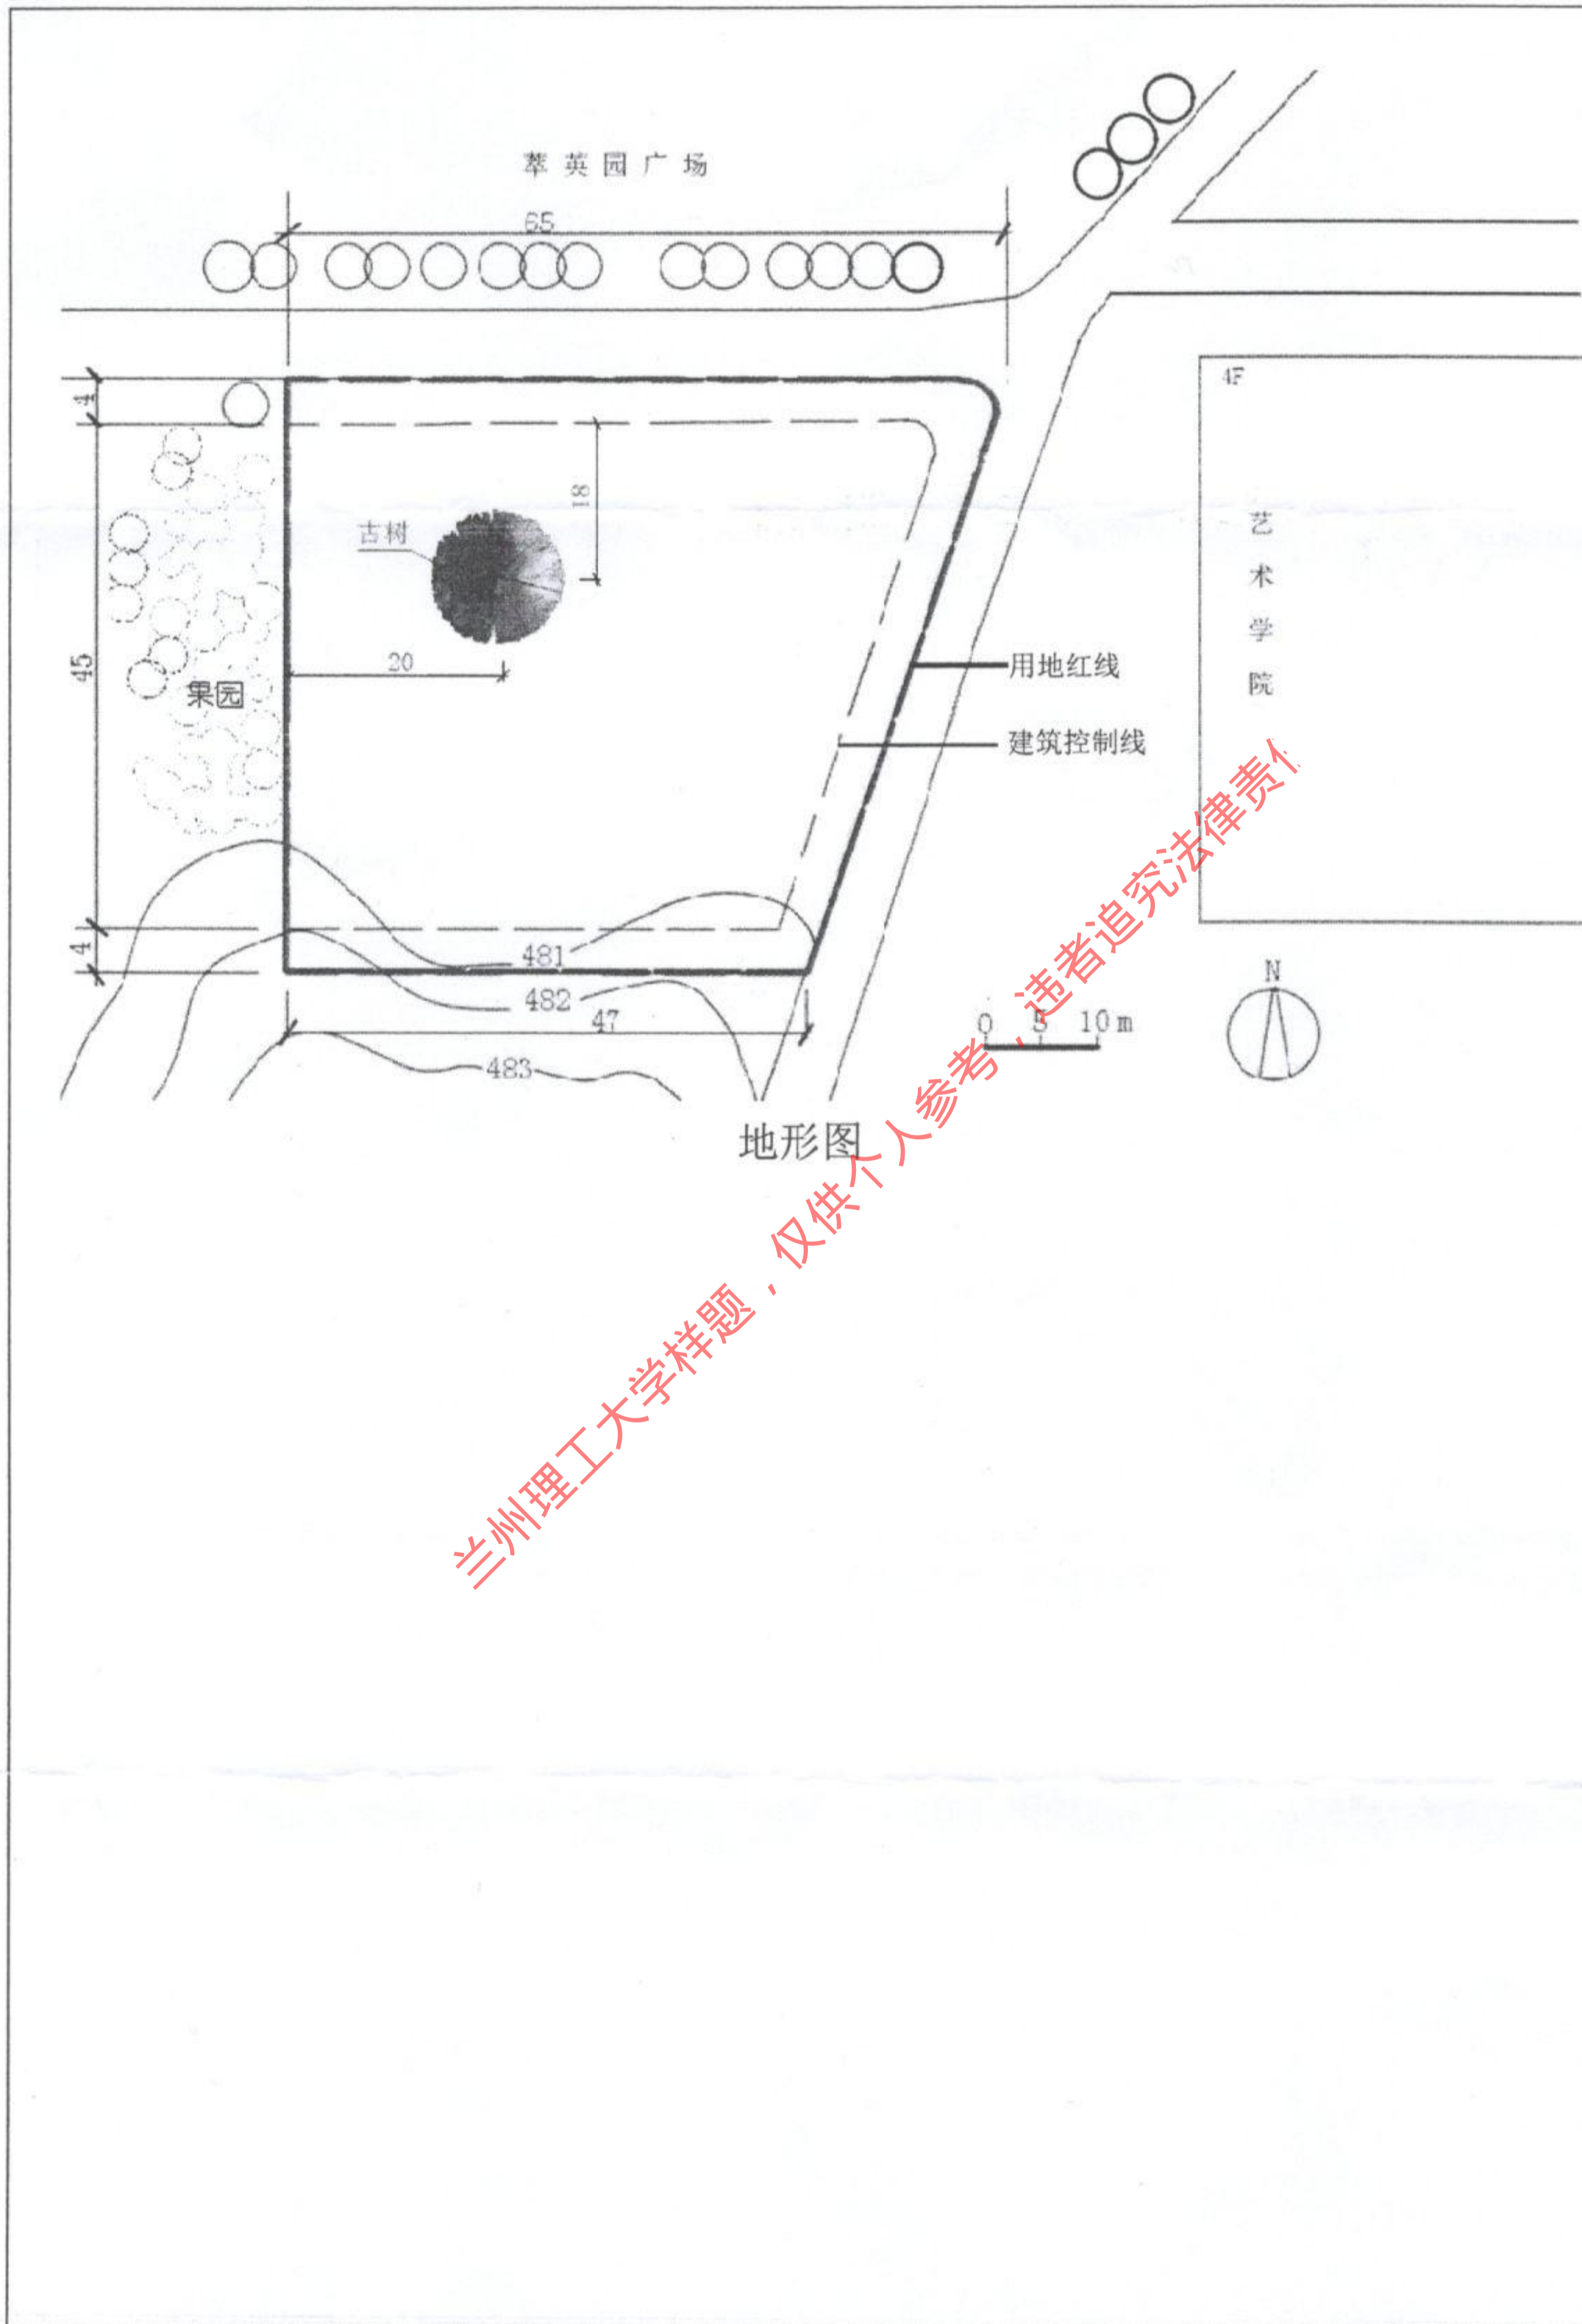 萃英园广场
65
4F
4
18
古树
艺术学院
20
45
用地红线
果园
建筑控制线
4
481
482
47
483
N
0 5 10m
地形图
兰州理工大学样题，仅供个人参考，违者追究法律责任